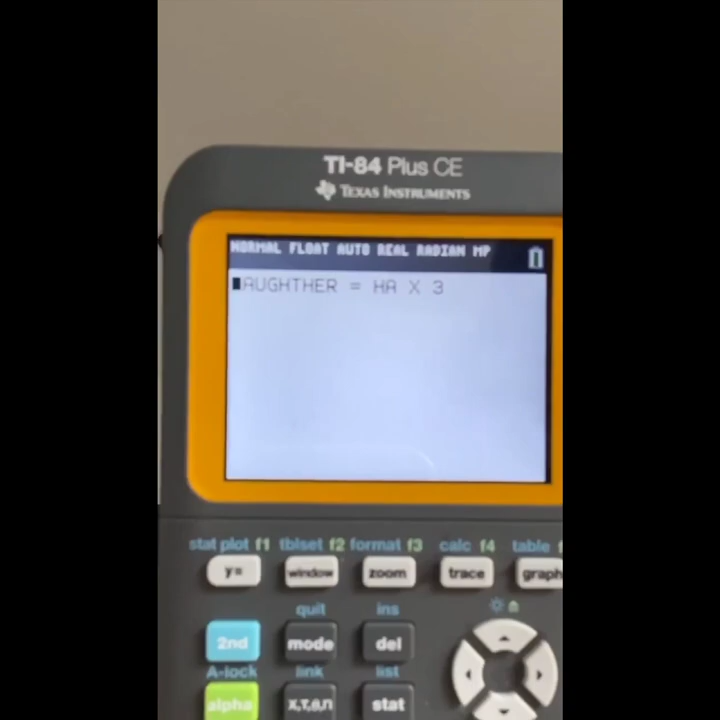 TI-84 Plus CE
TEXAS INSTRUMENTS
NORMAL FLOAT AUTO REAL RADIAN MP
AUGHTHER = HA X 3
stat plot f1 tblset f2 format f3 calc f4 table
y= window zoom trace graph
quit ins
2nd mode del
A-lock link list
alpha X,T,θ,n stat